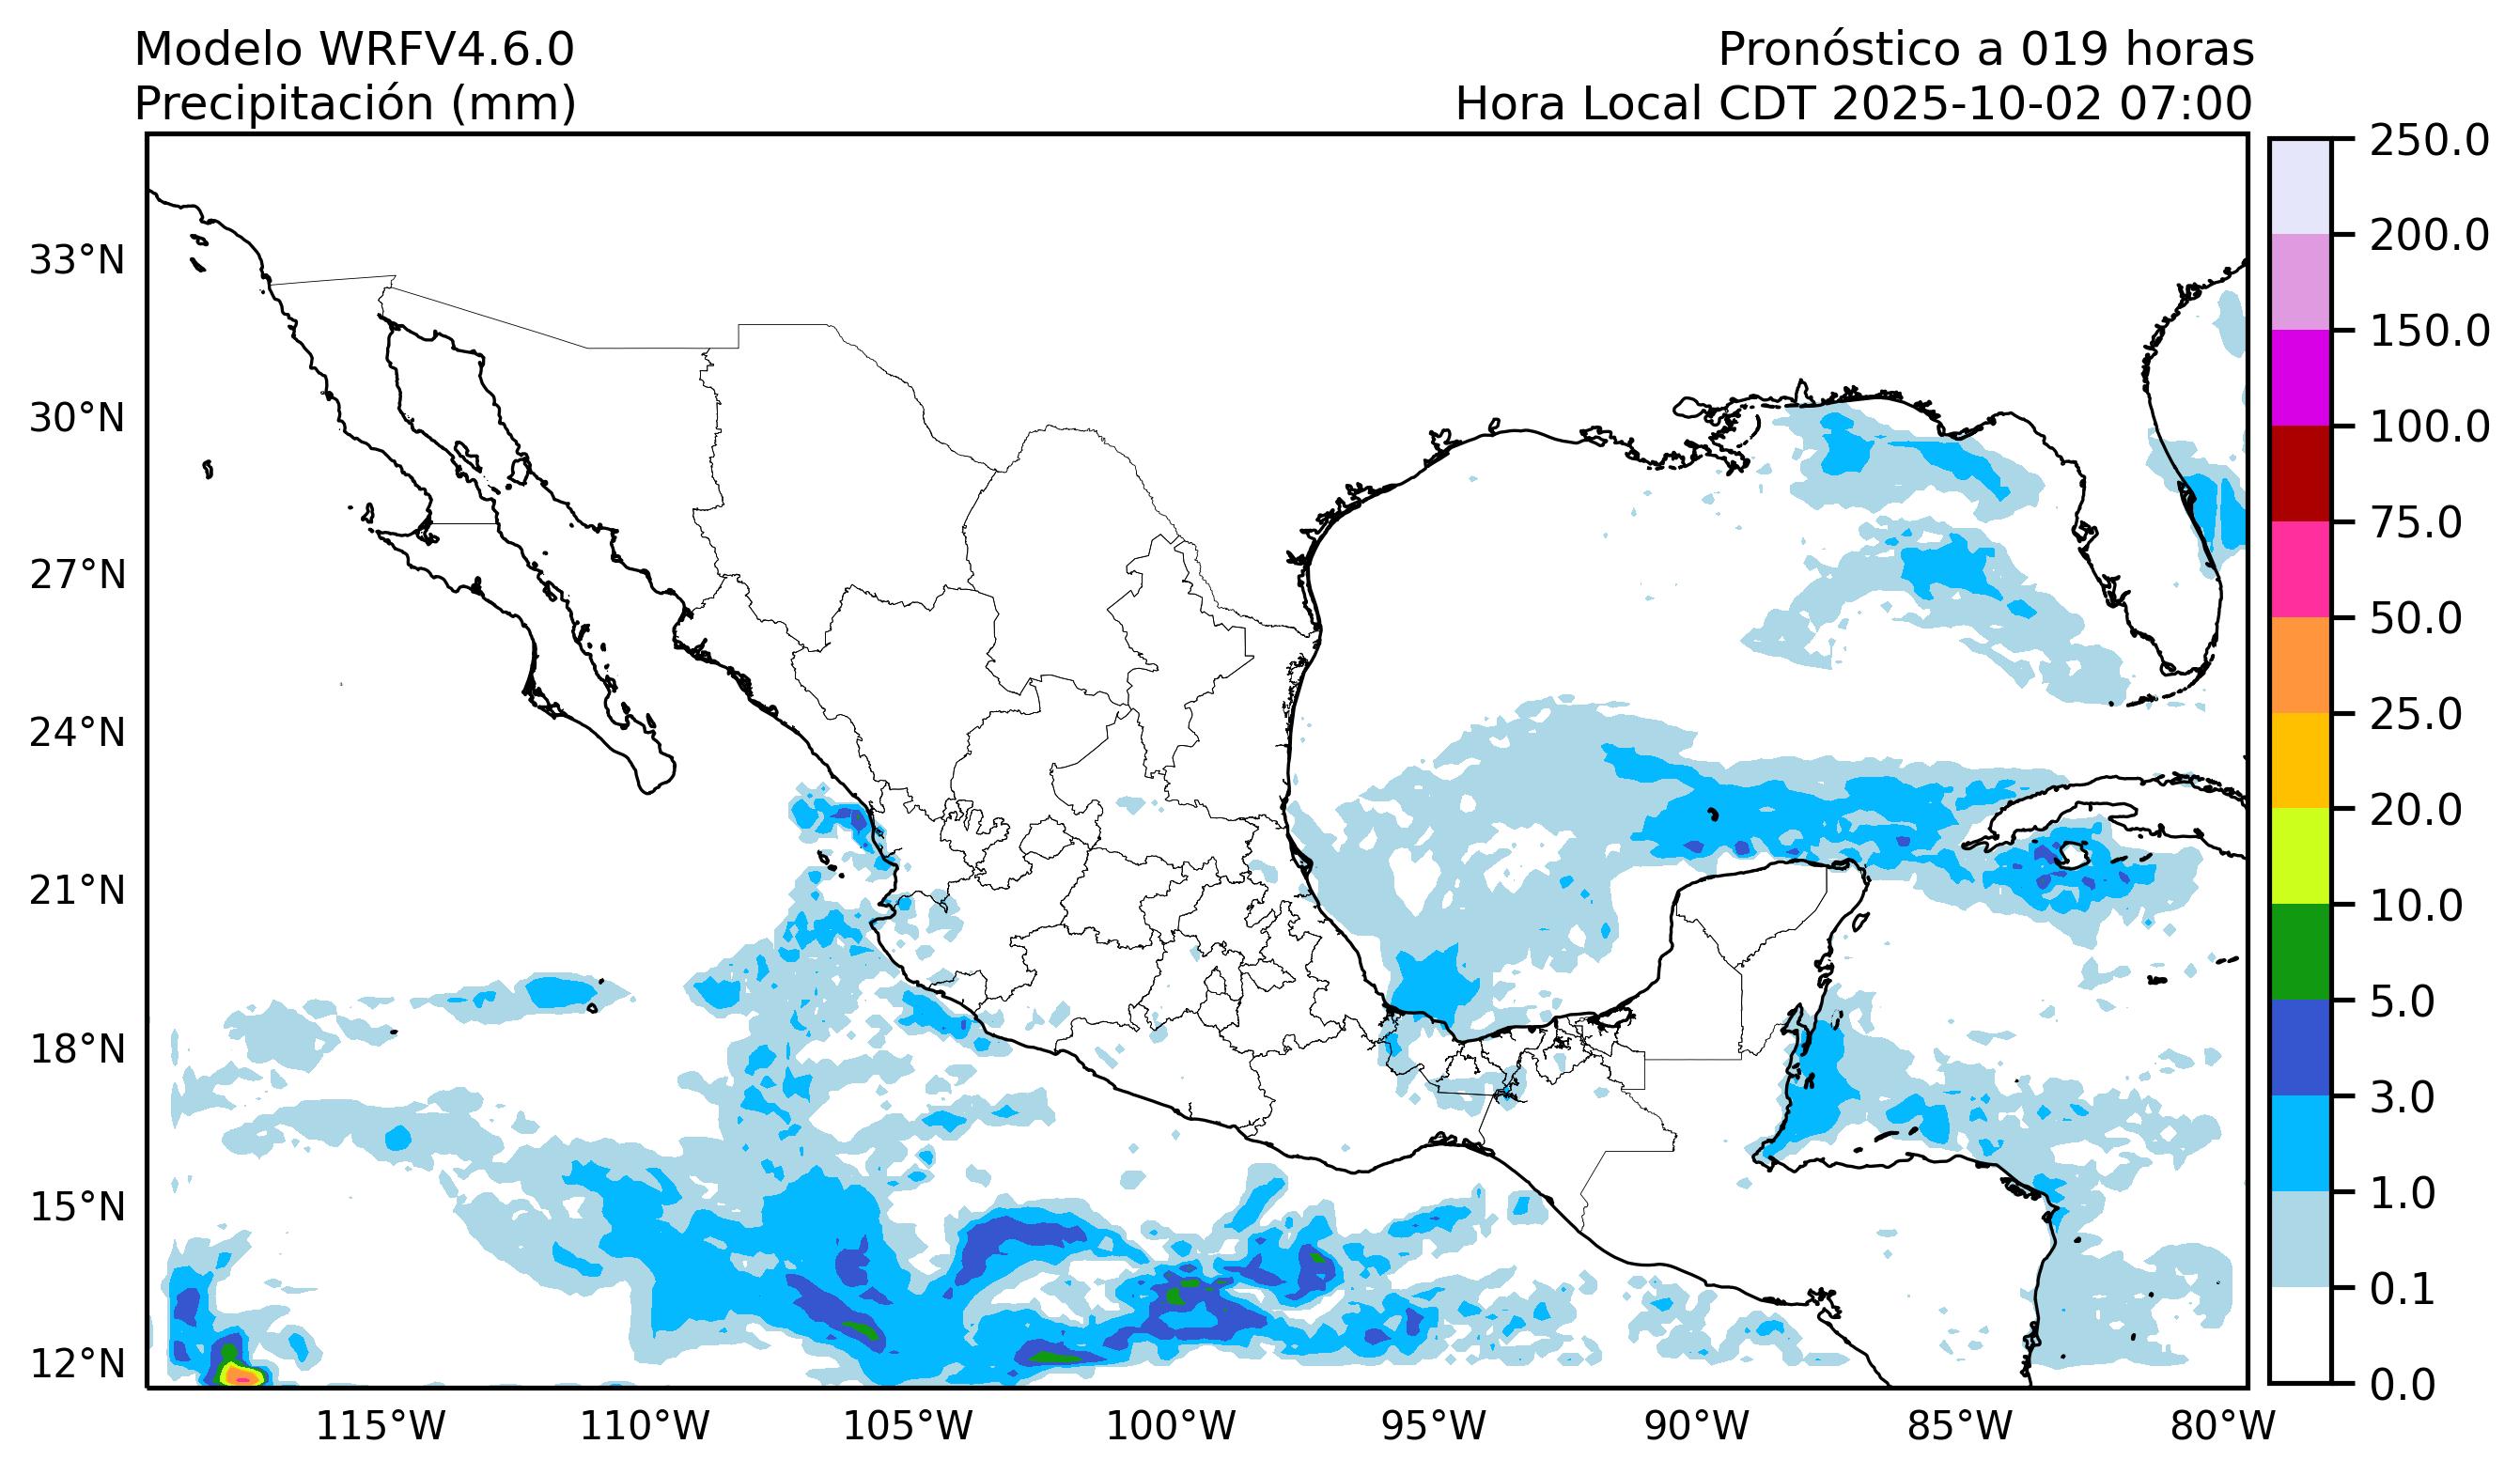 Modelo WRFV4.6.0
Precipitación (mm)
Pronóstico a 019 horas
Hora Local CDT 2025-10-02 07:00
33°N
30°N
27°N
24°N
21°N
18°N
15°N
12°N
115°W
110°W
105°W
100°W
95°W
90°W
85°W
80°W
250.0
200.0
150.0
100.0
75.0
50.0
25.0
20.0
10.0
5.0
3.0
1.0
0.1
0.0